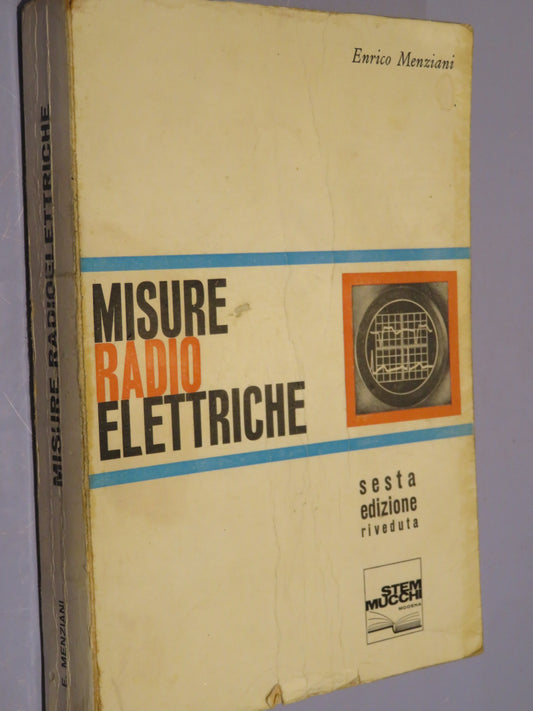 Enrico Menziani
MISURE
RADIO
ELETTRICHE
sesta
edizione
riveduta
STEM
MUCCHI
MODENA
E. MENZIANI
MISURE RADIOELETTRICHE